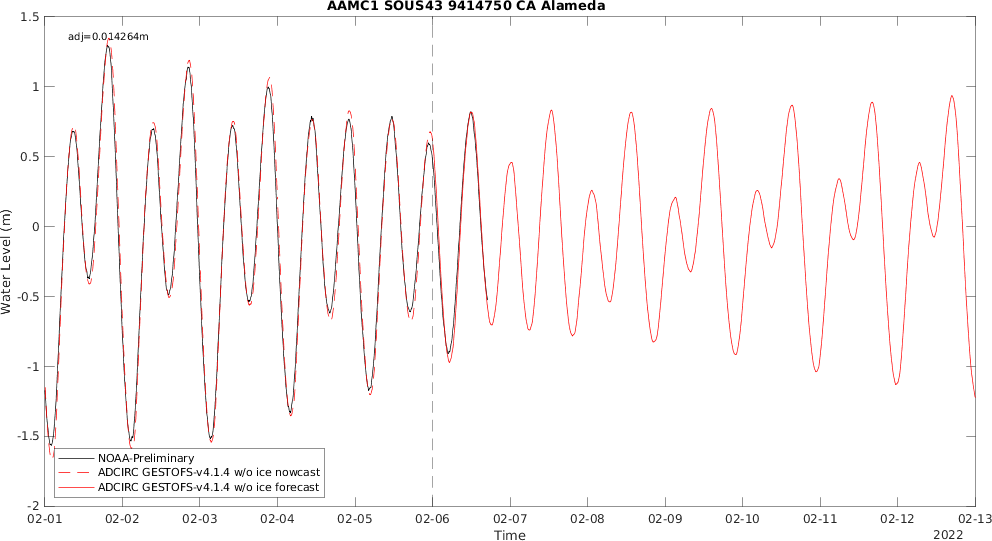 AAMC1 SOUS43 9414750 CA Alameda
adj=0.014264m
Water Level (m)
1.5
1
0.5
0
-0.5
-1
-1.5
-2
NOAA-Preliminary
ADCIRC GESTOFS-v4.1.4 w/o ice nowcast
ADCIRC GESTOFS-v4.1.4 w/o ice forecast
02-01 02-02 02-03 02-04 02-05 02-06 02-07 02-08 02-09 02-10 02-11 02-12 02-13
Time
2022